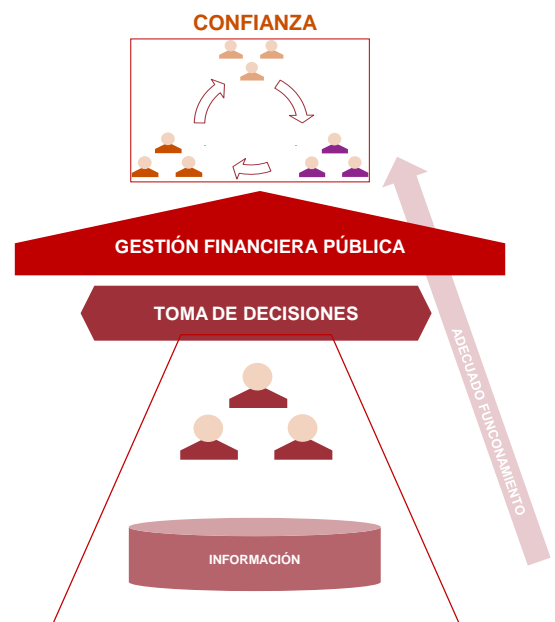 CONFIANZA
GESTIÓN FINANCIERA PÚBLICA
TOMA DE DECISIONES
ADECUADO FUNCONAMIENTO
INFORMACIÓN